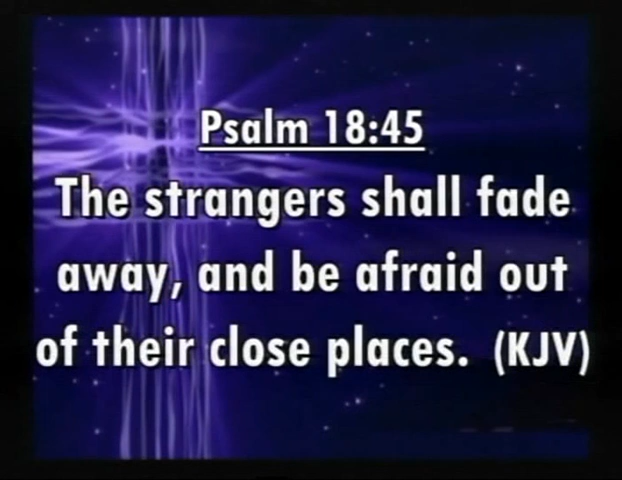 Psalm 18:45
The strangers shall fade
away, and be afraid out
of their close places. (KJV)